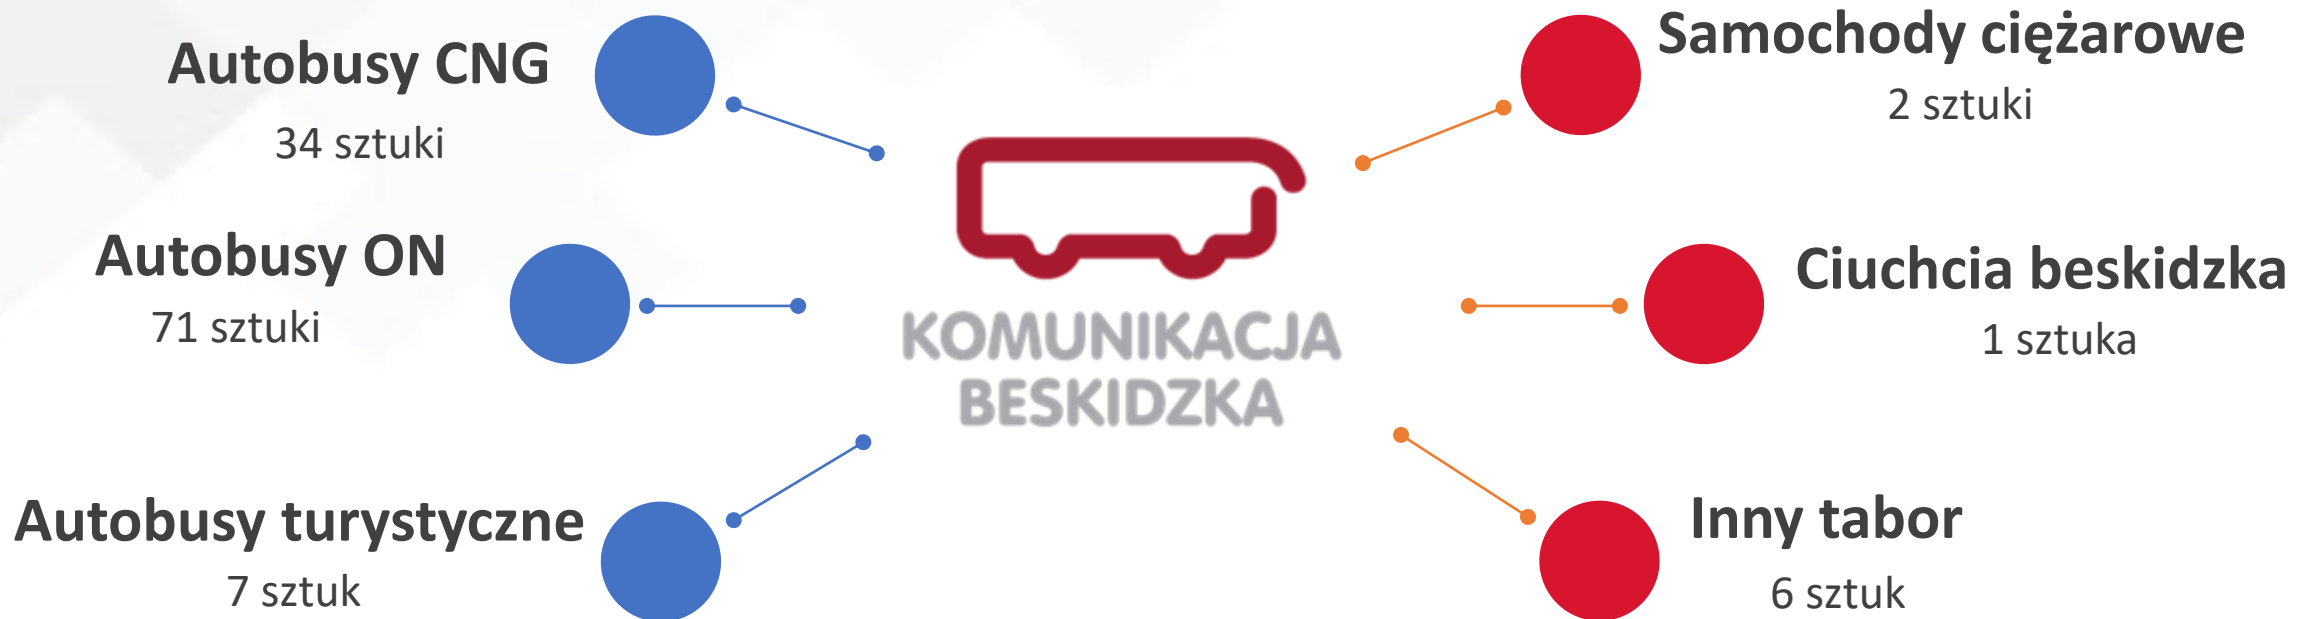 Autobusy CNG
34 sztuki
Autobusy ON
71 sztuki
Autobusy turystyczne
7 sztuk
KOMUNIKACJA
BESKIDZKA
Samochody ciężarowe
2 sztuki
Ciuchcia beskidzka
1 sztuka
Inny tabor
6 sztuk